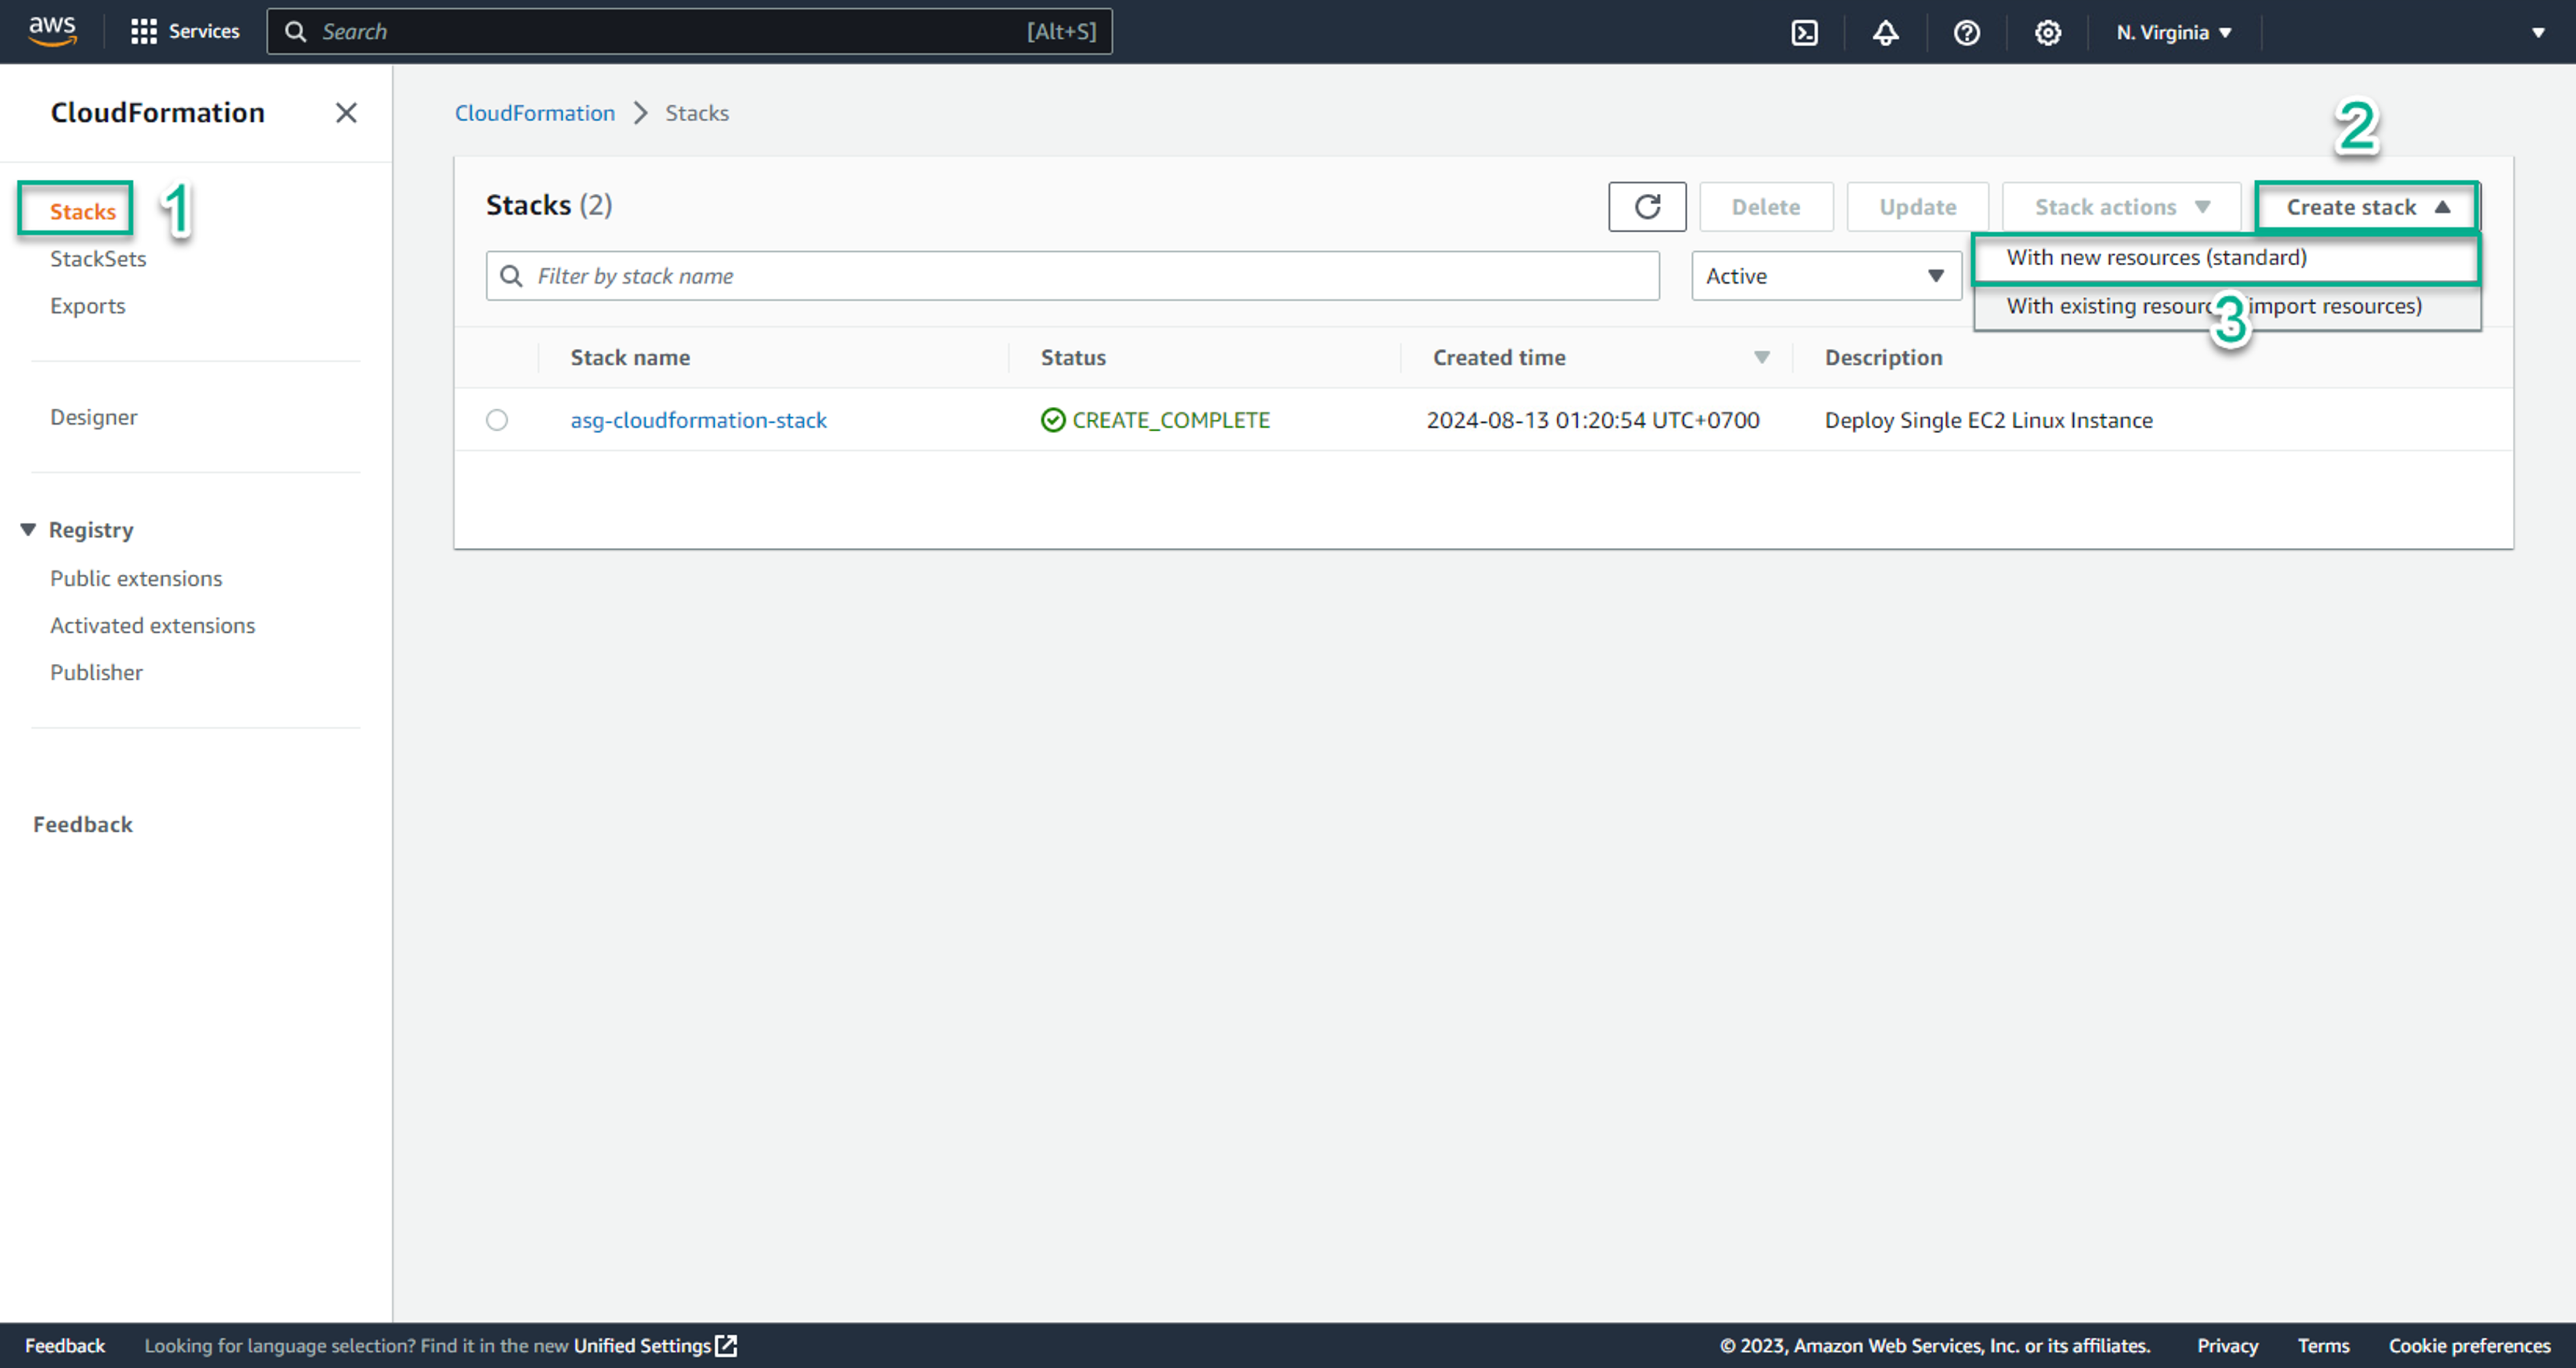 aws Services Search [Alt+S] N. Virginia
CloudFormation
Stacks 1
StackSets
Exports
Designer
Registry
Public extensions
Activated extensions
Publisher
Feedback
CloudFormation Stacks
2
Stacks (2) Delete Update Stack actions Create stack
Filter by stack name Active
With new resources (standard)
With existing import resources)
3
Stack name Status Created time Description
asg-cloudformation-stack CREATE_COMPLETE 2024-08-13 01:20:54 UTC+0700 Deploy Single EC2 Linux Instance
Feedback Looking for language selection? Find it in the new Unified Settings © 2023, Amazon Web Services, Inc. or its affiliates. Privacy Terms Cookie preferences